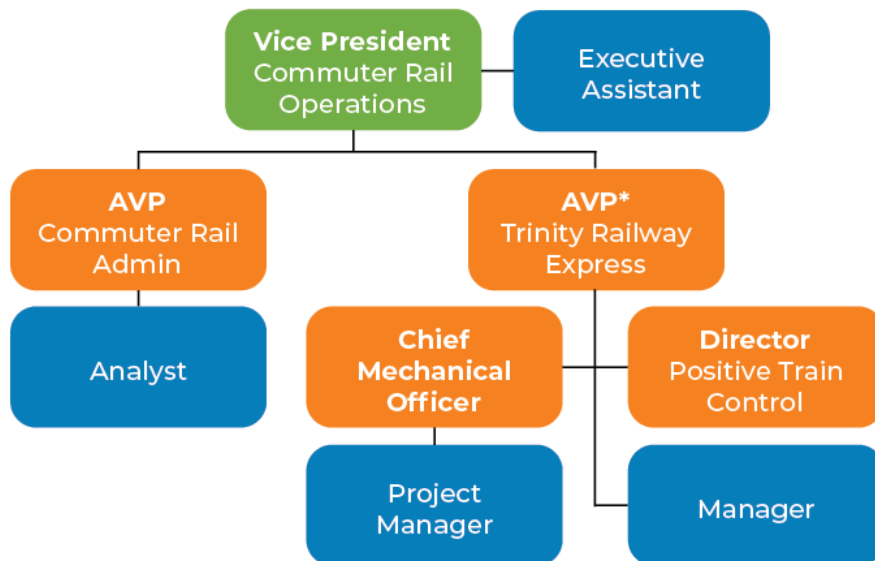 Vice President
Commuter Rail
Operations
Executive
Assistant
AVP
Commuter Rail
Admin
AVP*
Trinity Railway
Express
Analyst
Chief
Mechanical
Officer
Director
Positive Train
Control
Project
Manager
Manager